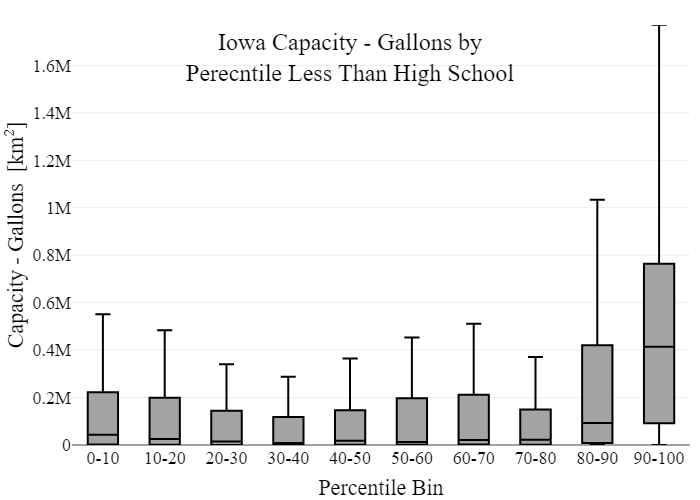 Iowa Capacity - Gallons by
Perecntile Less Than High School
Capacity - Gallons [km²]
1.6M
1.4M
1.2M
1M
0.8M
0.6M
0.4M
0.2M
0
0-10 10-20 20-30 30-40 40-50 50-60 60-70 70-80 80-90 90-100
Percentile Bin